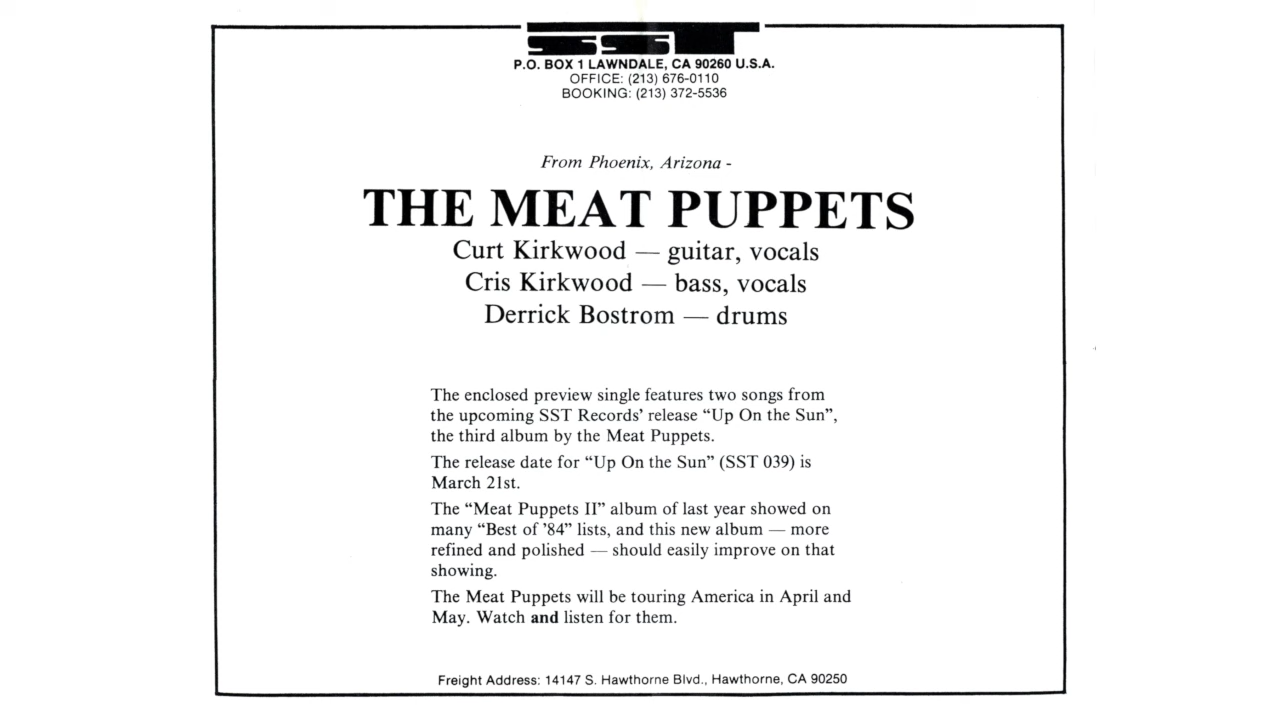 SST
P.O. BOX 1 LAWNDALE, CA 90260 U.S.A.
OFFICE: (213) 676-0110
BOOKING: (213) 372-5536
From Phoenix, Arizona -
THE MEAT PUPPETS
Curt Kirkwood — guitar, vocals
Cris Kirkwood — bass, vocals
Derrick Bostrom — drums
The enclosed preview single features two songs from
the upcoming SST Records' release “Up On the Sun”,
the third album by the Meat Puppets.
The release date for “Up On the Sun” (SST 039) is
March 21st.
The “Meat Puppets II” album of last year showed on
many “Best of '84” lists, and this new album — more
refined and polished — should easily improve on that
showing.
The Meat Puppets will be touring America in April and
May. Watch and listen for them.
Freight Address: 14147 S. Hawthorne Blvd., Hawthorne, CA 90250